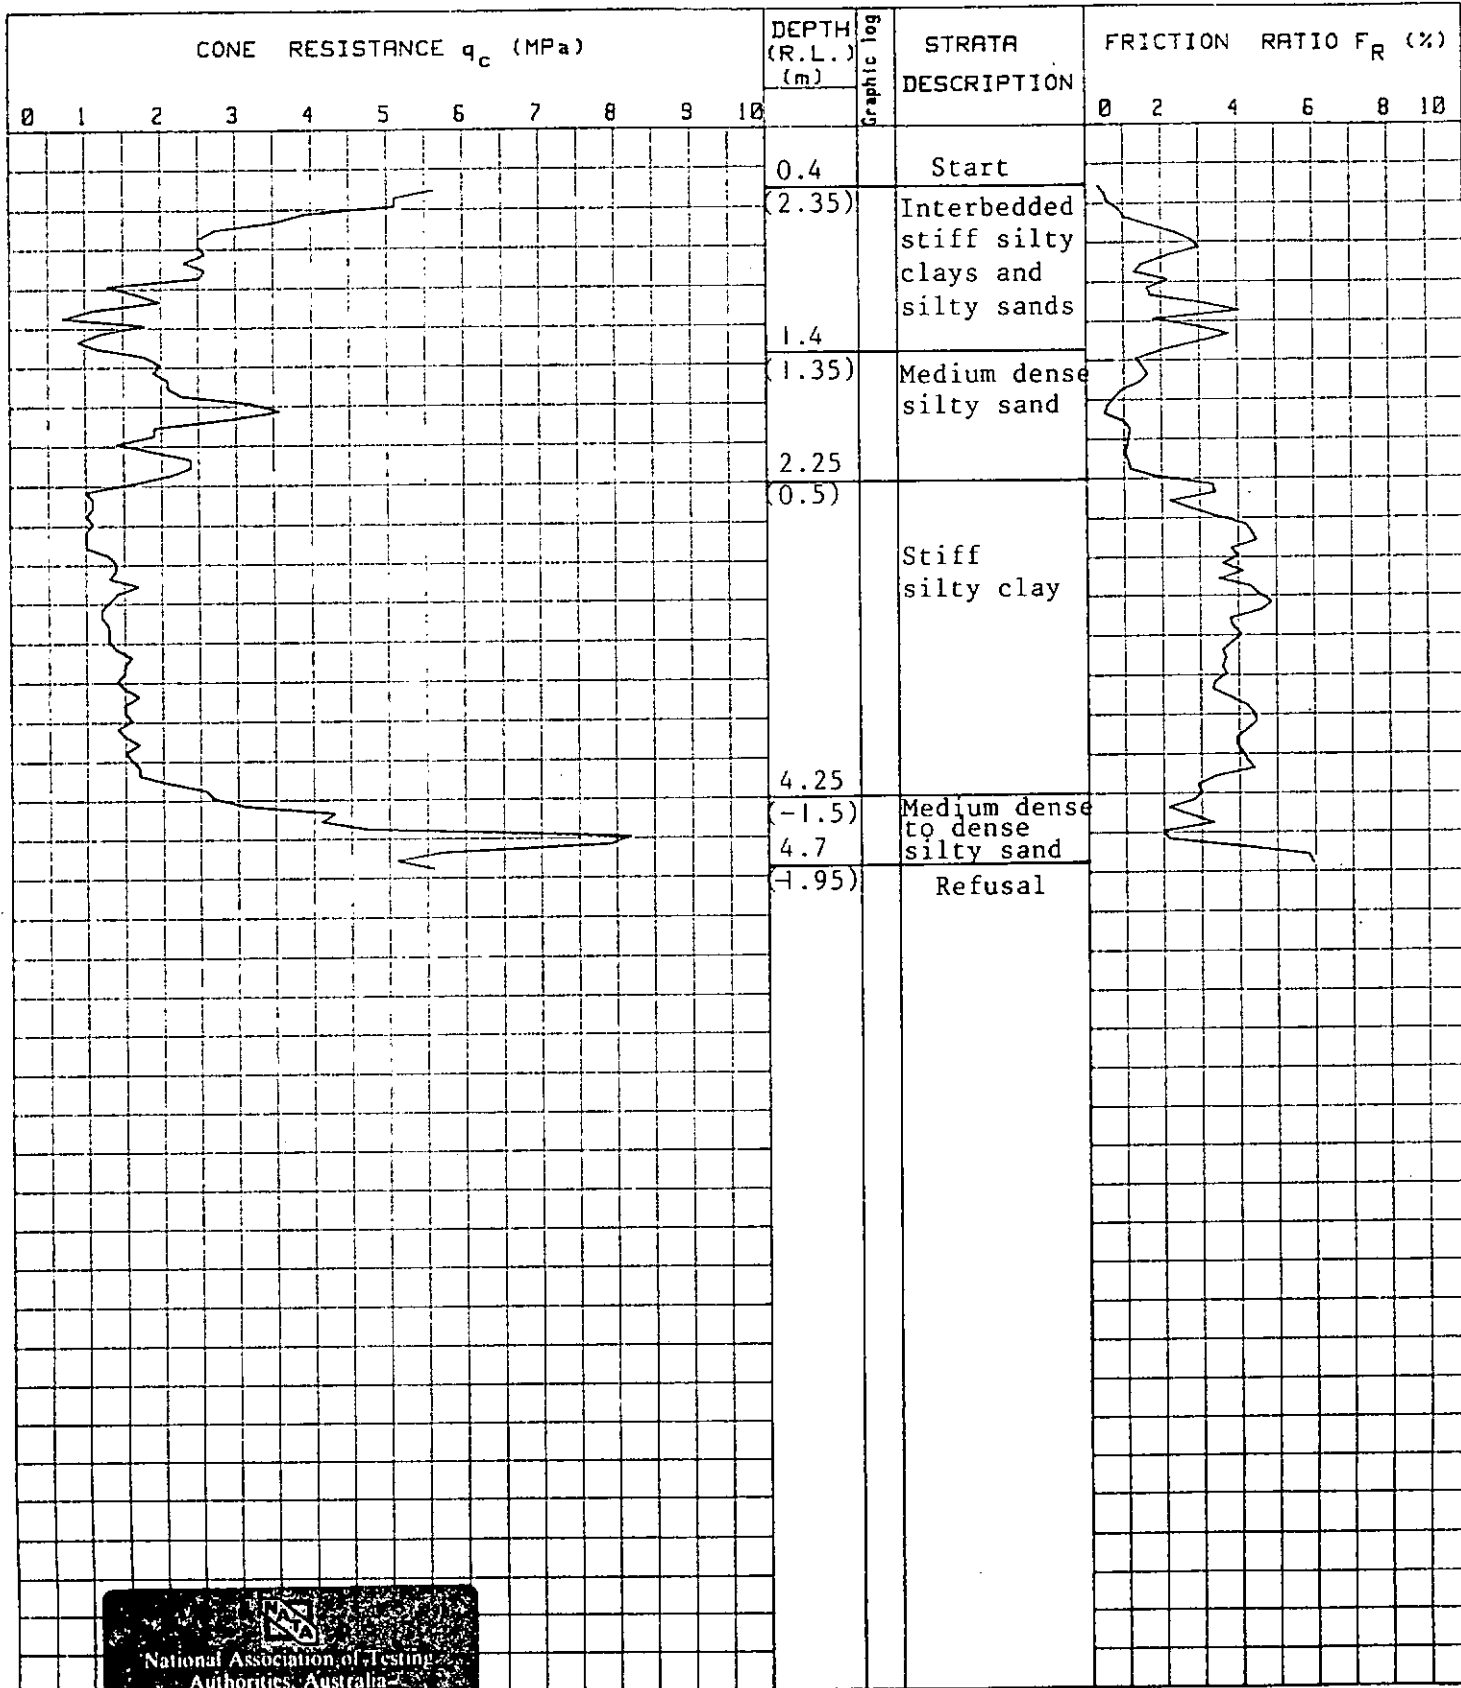 CONE RESISTANCE qc (MPa)
0 1 2 3 4 5 6 7 8 9 10
DEPTH
(R.L.)
(m)
Graphic log
STRATA
DESCRIPTION
FRICTION RATIO FR (%)
0 2 4 6 8 10
0.4 Start
(2.35) Interbedded
stiff silty
clays and
silty sands
1.4
(1.35) Medium dense
silty sand
2.25
(0.5)
Stiff
silty clay
4.25
(-1.5) Medium dense
to dense
4.7 silty sand
(-1.95) Refusal
NATA
National Association of Testing
Authorities, Australia